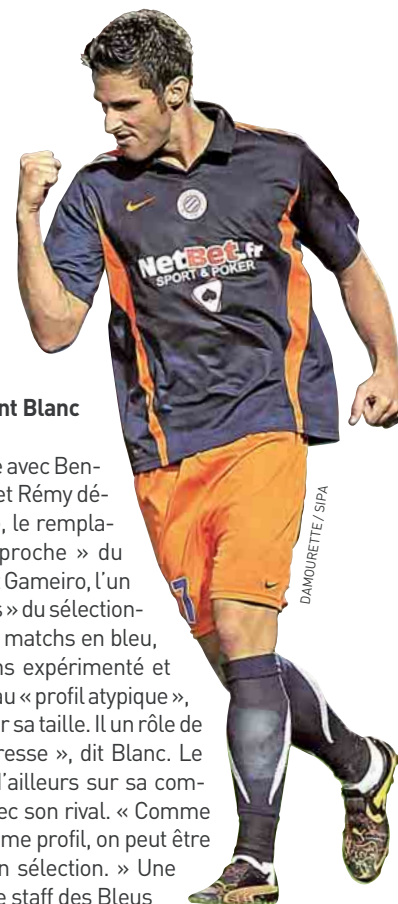 NetBet.fr
SPORT & POKER
7
DAMOURETTE / SIPA
nt Blanc
e avec Ben-
et Rémy dé-
, le rempla-
proche » du
Gameiro, l'un
s » du sélection-
matchs en bleu,
ns expérimenté et
au « profil atypique »,
r sa taille. Il un rôle de
resse », dit Blanc. Le
d'ailleurs sur sa com-
ec son rival. « Comme
me profil, on peut être
n sélection. » Une
e staff des Bleus